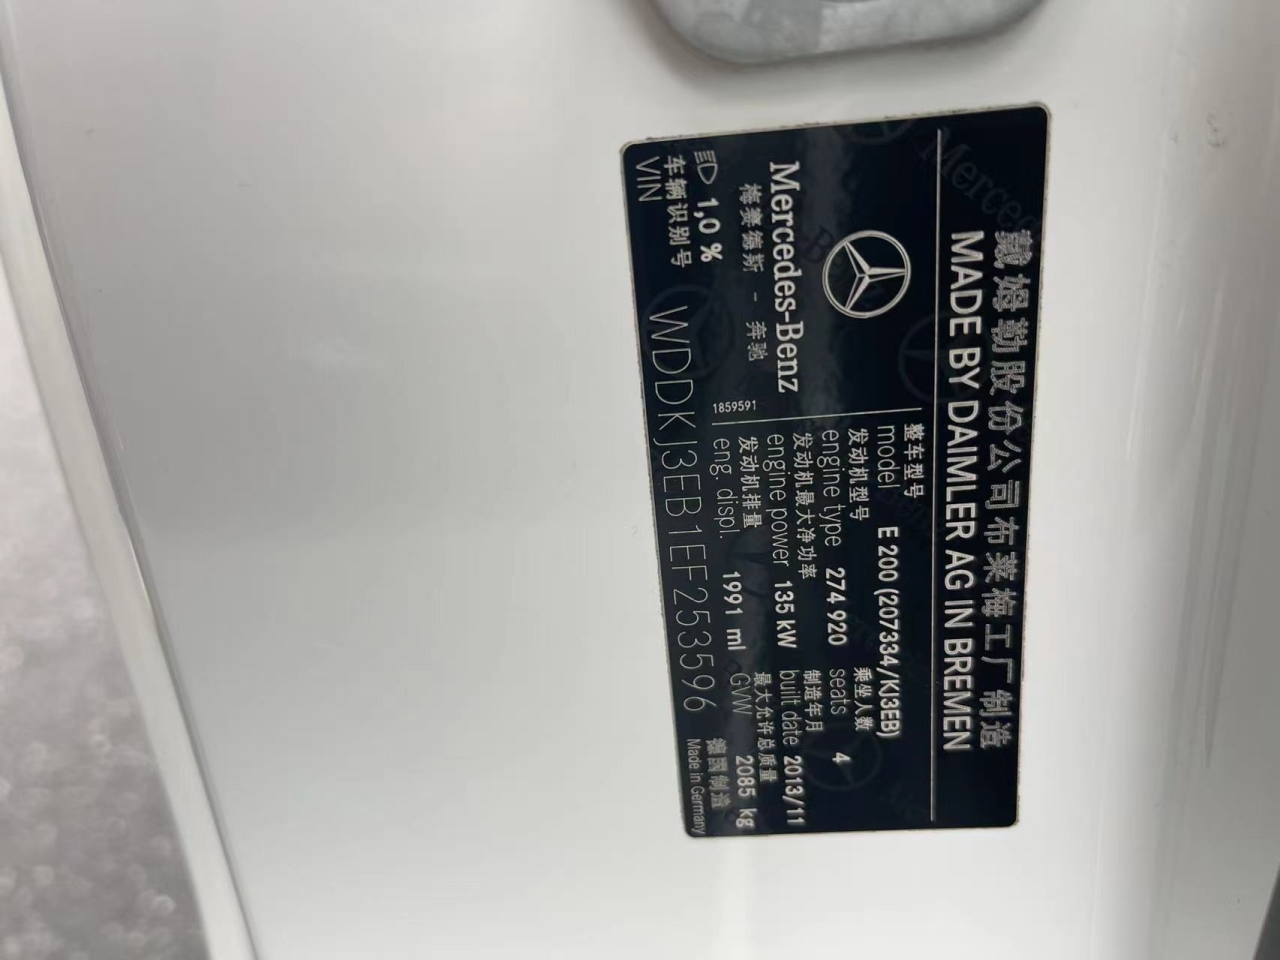 戴姆勒股份公司布莱梅工厂制造
MADE BY DAIMLER AG IN BREMEN
Mercedes-Benz
梅赛德斯 - 奔驰
整车型号
model E 200 (207334/KJ3EB)
发动机型号 乘坐人数
engine type 274 920 seats 4
发动机最大净功率 制造年月
engine power 135 kW built date 2013/11
发动机排量 最大允许总质量
eng. displ. 1991 ml GVW 2085 kg
1859591
1,0 %
车辆识别号
VIN WDDKJ3EB1EF253596
德国制造
Made in Germany